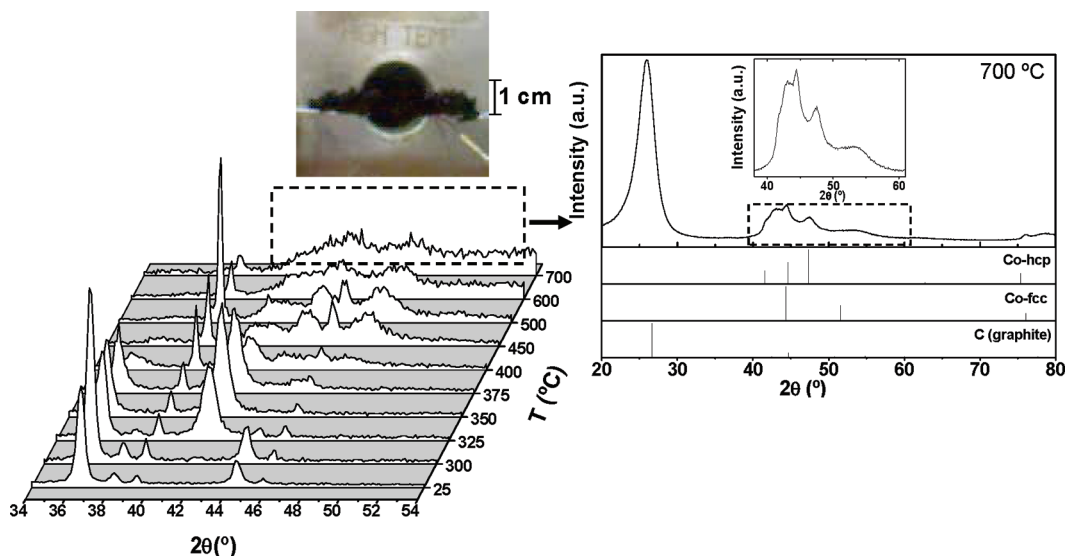 HIGH TEMP
1 cm
700
600
500
450
400
375
350
325
300
25
T (ºC)
34 36 38 40 42 44 46 48 50 52 54
2θ(º)
700 ºC
Intensity (a.u.)
Intensity (a.u.)
40 50 60
2θ (º)
Co-hcp
Co-fcc
C (graphite)
20 30 40 50 60 70 80
2θ (º)